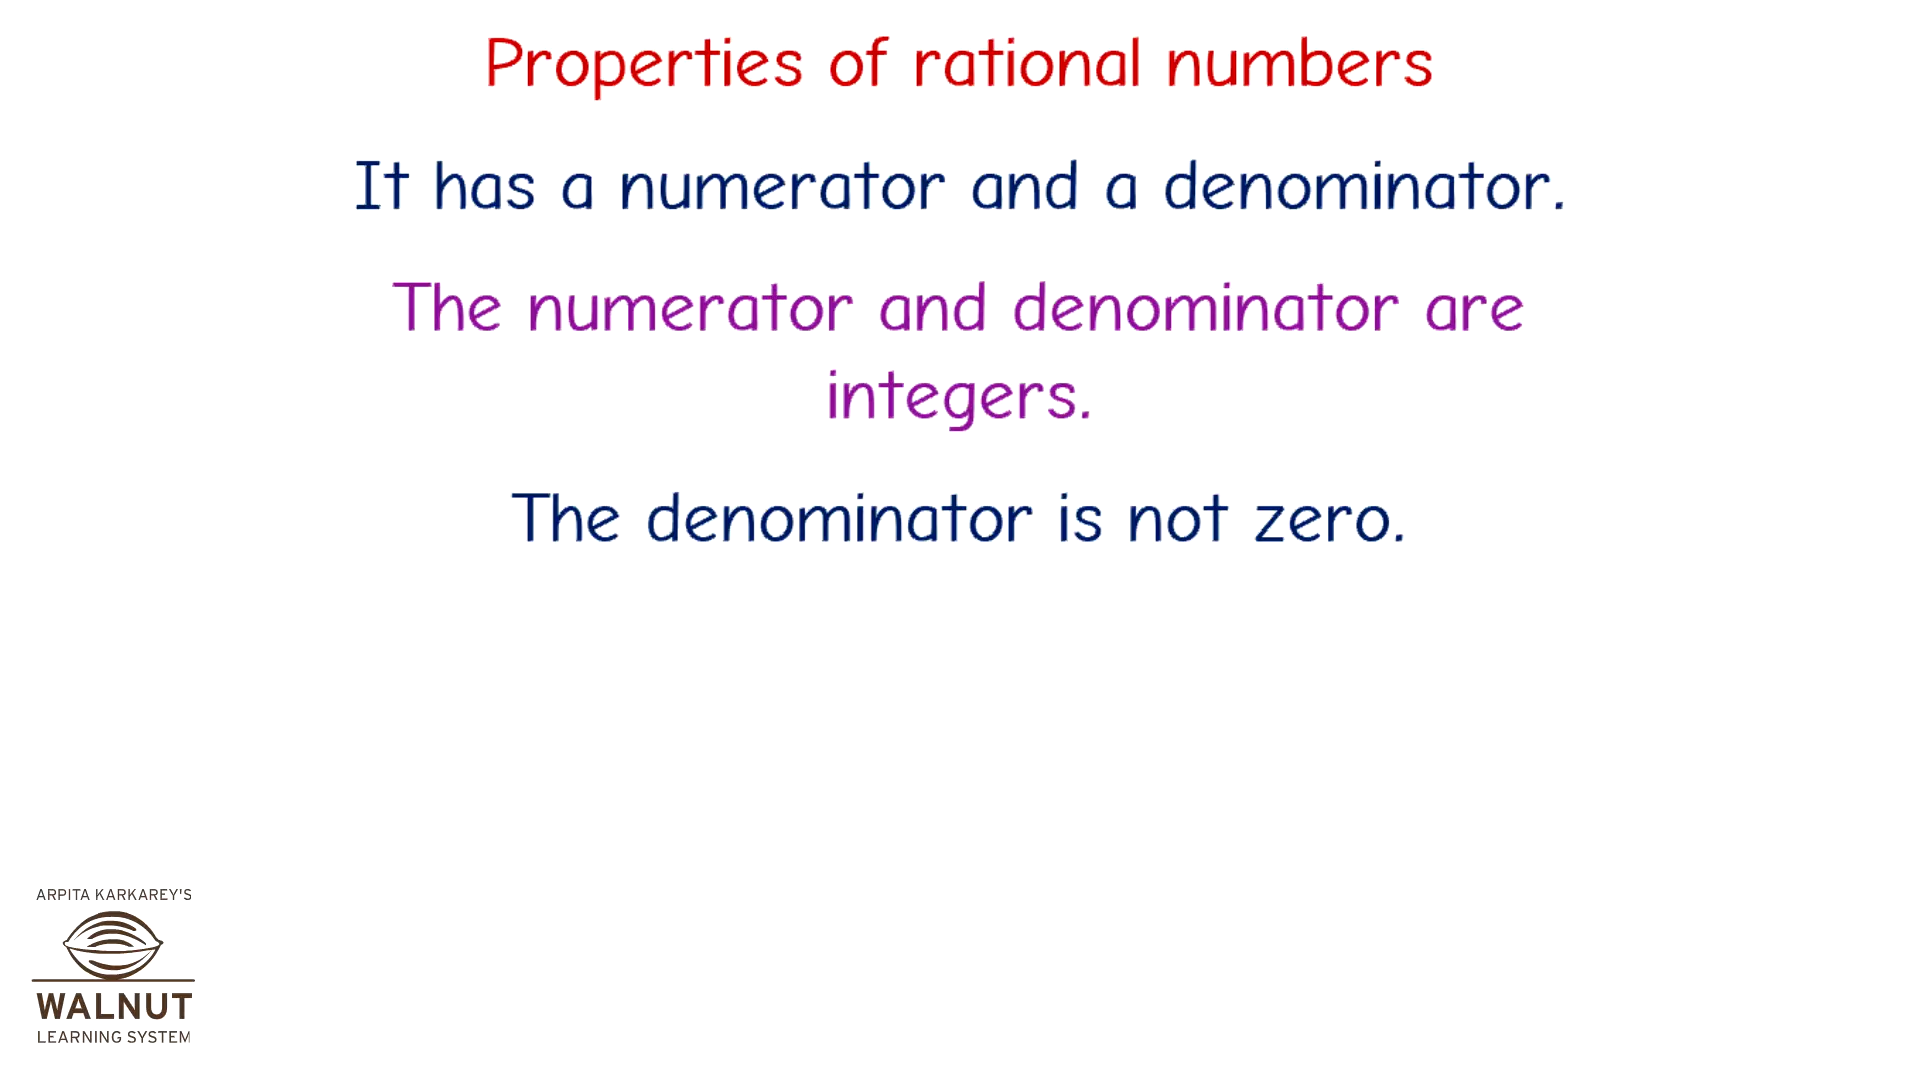 Properties of rational numbers
It has a numerator and a denominator.
The numerator and denominator are
integers.
The denominator is not zero.
ARPITA KARKAREY'S
WALNUT
LEARNING SYSTEM